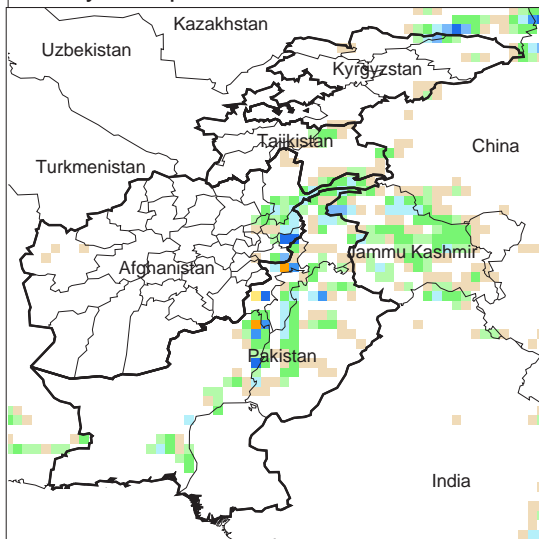 Kazakhstan
Uzbekistan
Kyrgyzstan
Tajikistan
China
Turkmenistan
Jammu Kashmir
Afghanistan
Pakistan
India